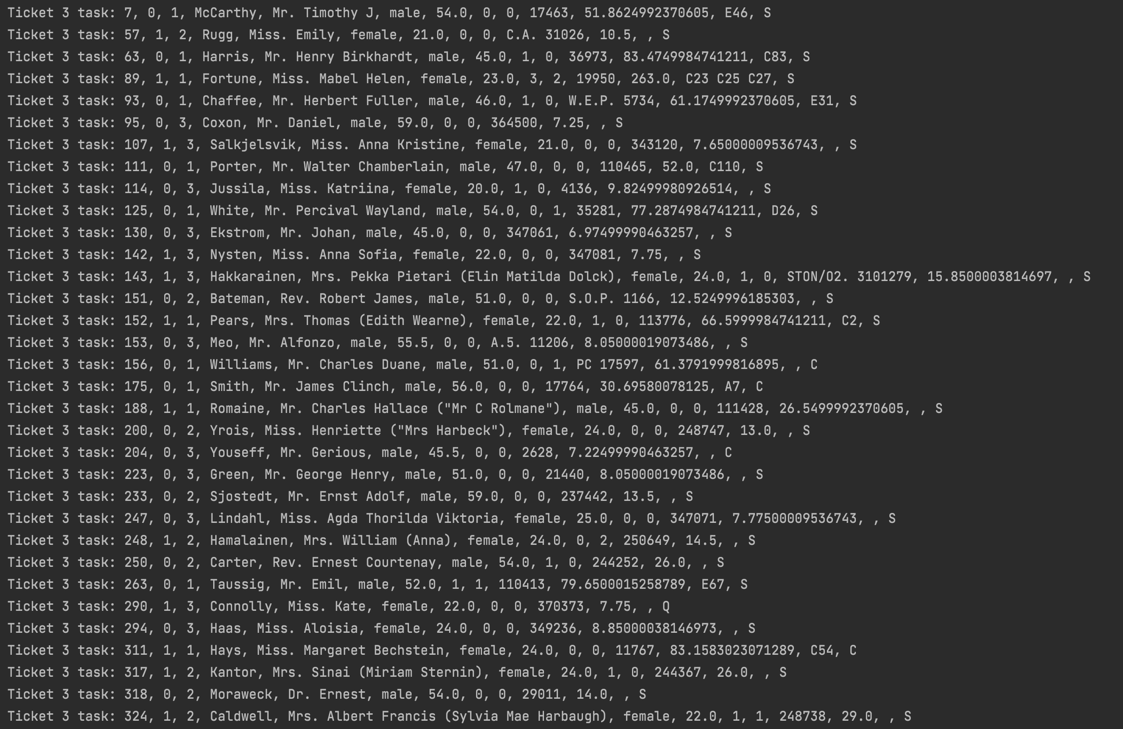 Ticket 3 task: 7, 0, 1, McCarthy, Mr. Timothy J, male, 54.0, 0, 0, 17463, 51.8624992370605, E46, S
Ticket 3 task: 57, 1, 2, Rugg, Miss. Emily, female, 21.0, 0, 0, C.A. 31026, 10.5, , S
Ticket 3 task: 63, 0, 1, Harris, Mr. Henry Birkhardt, male, 45.0, 1, 0, 36973, 83.4749984741211, C83, S
Ticket 3 task: 89, 1, 1, Fortune, Miss. Mabel Helen, female, 23.0, 3, 2, 19950, 263.0, C23 C25 C27, S
Ticket 3 task: 93, 0, 1, Chaffee, Mr. Herbert Fuller, male, 46.0, 1, 0, W.E.P. 5734, 61.1749992370605, E31, S
Ticket 3 task: 95, 0, 3, Coxon, Mr. Daniel, male, 59.0, 0, 0, 364500, 7.25, , S
Ticket 3 task: 107, 1, 3, Salkjelsvik, Miss. Anna Kristine, female, 21.0, 0, 0, 343120, 7.65000009536743, , S
Ticket 3 task: 111, 0, 1, Porter, Mr. Walter Chamberlain, male, 47.0, 0, 0, 110465, 52.0, C110, S
Ticket 3 task: 114, 0, 3, Jussila, Miss. Katriina, female, 20.0, 1, 0, 4136, 9.82499980926514, , S
Ticket 3 task: 125, 0, 1, White, Mr. Percival Wayland, male, 54.0, 0, 1, 35281, 77.2874984741211, D26, S
Ticket 3 task: 130, 0, 3, Ekstrom, Mr. Johan, male, 45.0, 0, 0, 347061, 6.97499990463257, , S
Ticket 3 task: 142, 1, 3, Nysten, Miss. Anna Sofia, female, 22.0, 0, 0, 347081, 7.75, , S
Ticket 3 task: 143, 1, 3, Hakkarainen, Mrs. Pekka Pietari (Elin Matilda Dolck), female, 24.0, 1, 0, STON/O2. 3101279, 15.8500003814697, , S
Ticket 3 task: 151, 0, 2, Bateman, Rev. Robert James, male, 51.0, 0, 0, S.O.P. 1166, 12.5249996185303, , S
Ticket 3 task: 152, 1, 1, Pears, Mrs. Thomas (Edith Wearne), female, 22.0, 1, 0, 113776, 66.5999984741211, C2, S
Ticket 3 task: 153, 0, 3, Meo, Mr. Alfonzo, male, 55.5, 0, 0, A.5. 11206, 8.05000019073486, , S
Ticket 3 task: 156, 0, 1, Williams, Mr. Charles Duane, male, 51.0, 0, 1, PC 17597, 61.3791999816895, , C
Ticket 3 task: 175, 0, 1, Smith, Mr. James Clinch, male, 56.0, 0, 0, 17764, 30.69580078125, A7, C
Ticket 3 task: 188, 1, 1, Romaine, Mr. Charles Hallace ("Mr C Rolmane"), male, 45.0, 0, 0, 111428, 26.5499992370605, , S
Ticket 3 task: 200, 0, 2, Yrois, Miss. Henriette ("Mrs Harbeck"), female, 24.0, 0, 0, 248747, 13.0, , S
Ticket 3 task: 204, 0, 3, Youseff, Mr. Gerious, male, 45.5, 0, 0, 2628, 7.22499990463257, , C
Ticket 3 task: 223, 0, 3, Green, Mr. George Henry, male, 51.0, 0, 0, 21440, 8.05000019073486, , S
Ticket 3 task: 233, 0, 2, Sjostedt, Mr. Ernst Adolf, male, 59.0, 0, 0, 237442, 13.5, , S
Ticket 3 task: 247, 0, 3, Lindahl, Miss. Agda Thorilda Viktoria, female, 25.0, 0, 0, 347071, 7.77500009536743, , S
Ticket 3 task: 248, 1, 2, Hamalainen, Mrs. William (Anna), female, 24.0, 0, 2, 250649, 14.5, , S
Ticket 3 task: 250, 0, 2, Carter, Rev. Ernest Courtenay, male, 54.0, 1, 0, 244252, 26.0, , S
Ticket 3 task: 263, 0, 1, Taussig, Mr. Emil, male, 52.0, 1, 1, 110413, 79.6500015258789, E67, S
Ticket 3 task: 290, 1, 3, Connolly, Miss. Kate, female, 22.0, 0, 0, 370373, 7.75, , Q
Ticket 3 task: 294, 0, 3, Haas, Miss. Aloisia, female, 24.0, 0, 0, 349236, 8.85000038146973, , S
Ticket 3 task: 311, 1, 1, Hays, Miss. Margaret Bechstein, female, 24.0, 0, 0, 11767, 83.1583023071289, C54, C
Ticket 3 task: 317, 1, 2, Kantor, Mrs. Sinai (Miriam Sternin), female, 24.0, 1, 0, 244367, 26.0, , S
Ticket 3 task: 318, 0, 2, Moraweck, Dr. Ernest, male, 54.0, 0, 0, 29011, 14.0, , S
Ticket 3 task: 324, 1, 2, Caldwell, Mrs. Albert Francis (Sylvia Mae Harbaugh), female, 22.0, 1, 1, 248738, 29.0, , S